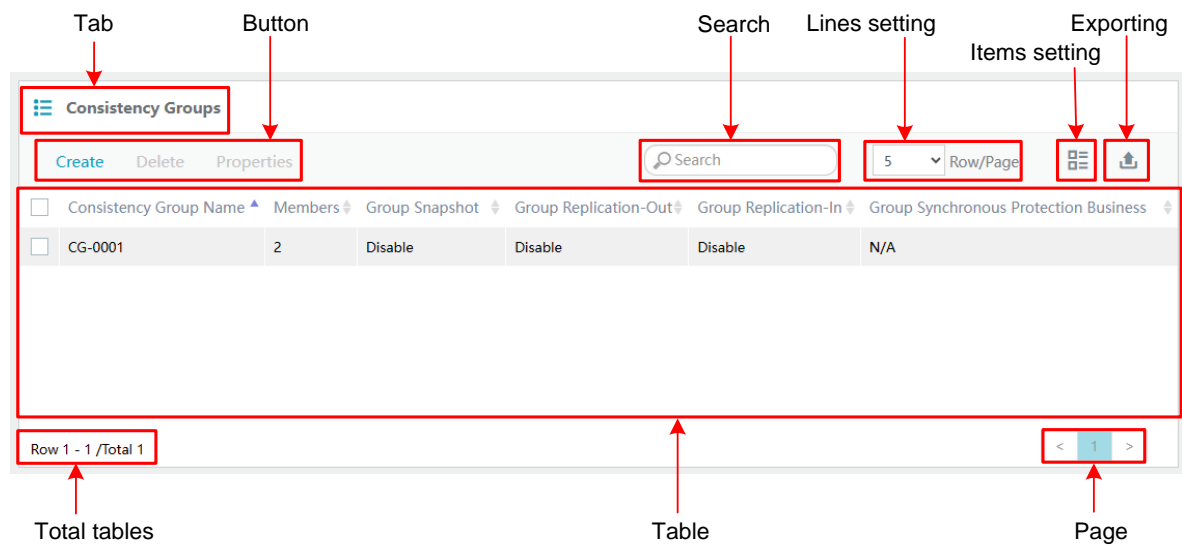 Tab Button Search Lines setting Exporting
Items setting
Consistency Groups
Create Delete Properties Search 5 Row/Page
Consistency Group Name Members Group Snapshot Group Replication-Out Group Replication-In Group Synchronous Protection Business
CG-0001 2 Disable Disable Disable N/A
Row 1 - 1 /Total 1 < 1 >
Total tables Table Page